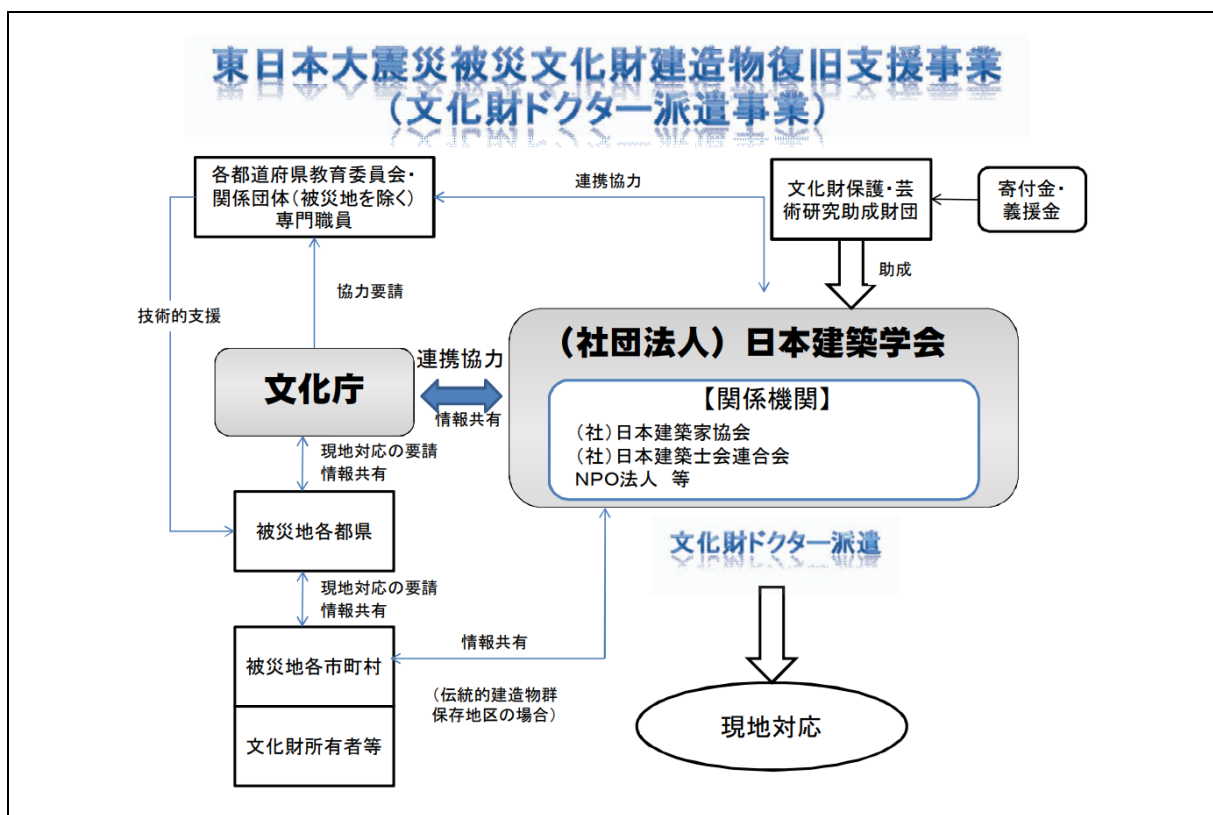 東日本大震災被災文化財建造物復旧支援事業
(文化財ドクター派遣事業)
各都道府県教育委員会・
関係団体(被災地を除く)
専門職員
連携協力
文化財保護・芸
術研究助成財団
寄付金・
義援金
助成
協力要請
技術的支援
(社団法人)日本建築学会
文化庁
連携協力
情報共有
【関係機関】
(社)日本建築家協会
(社)日本建築士会連合会
NPO法人 等
現地対応の要請
情報共有
被災地各都県
文化財ドクター派遣
現地対応の要請
情報共有
被災地各市町村
情報共有
(伝統的建造物群
保存地区の場合)
文化財所有者等
現地対応